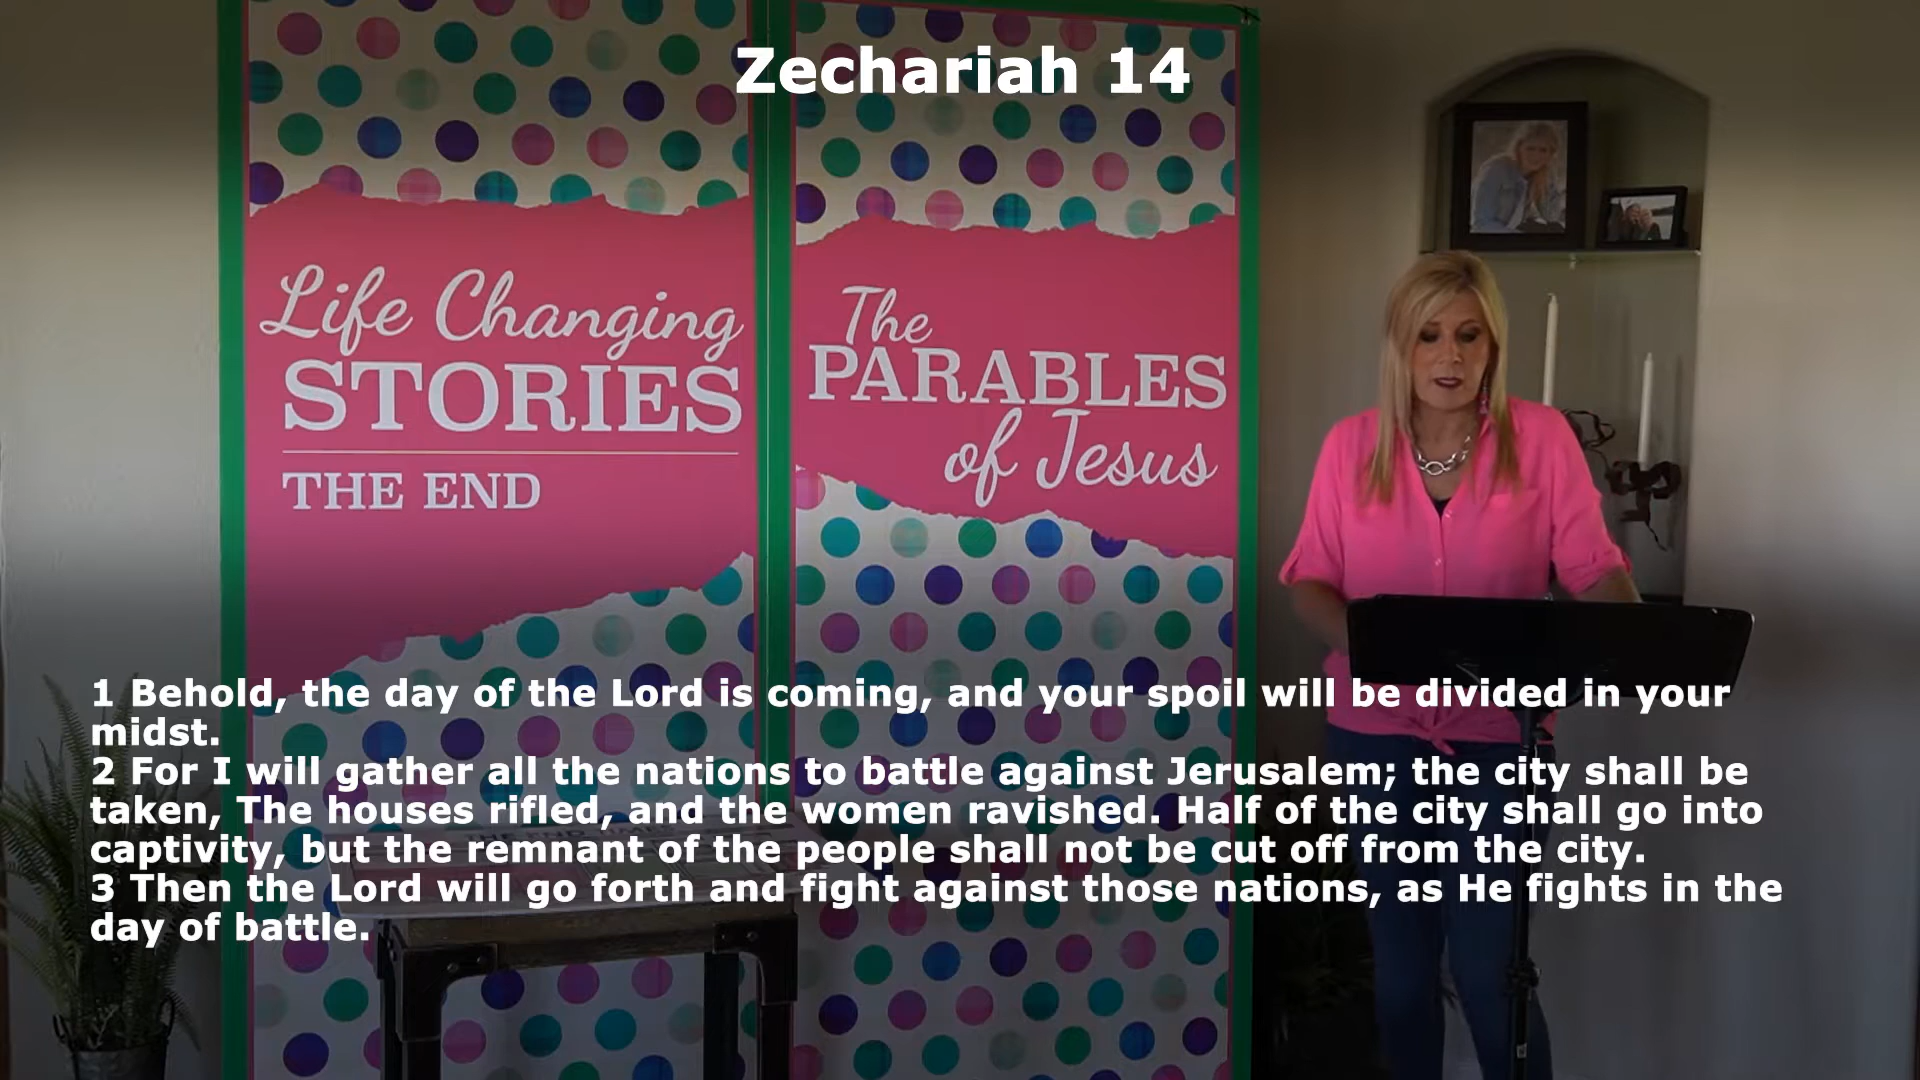 Zechariah 14
Life Changing
STORIES
THE END
The
PARABLES
of Jesus
1 Behold, the day of the Lord is coming, and your spoil will be divided in your
midst.
2 For I will gather all the nations to battle against Jerusalem; the city shall be
taken, The houses rifled, and the women ravished. Half of the city shall go into
captivity, but the remnant of the people shall not be cut off from the city.
3 Then the Lord will go forth and fight against those nations, as He fights in the
day of battle.